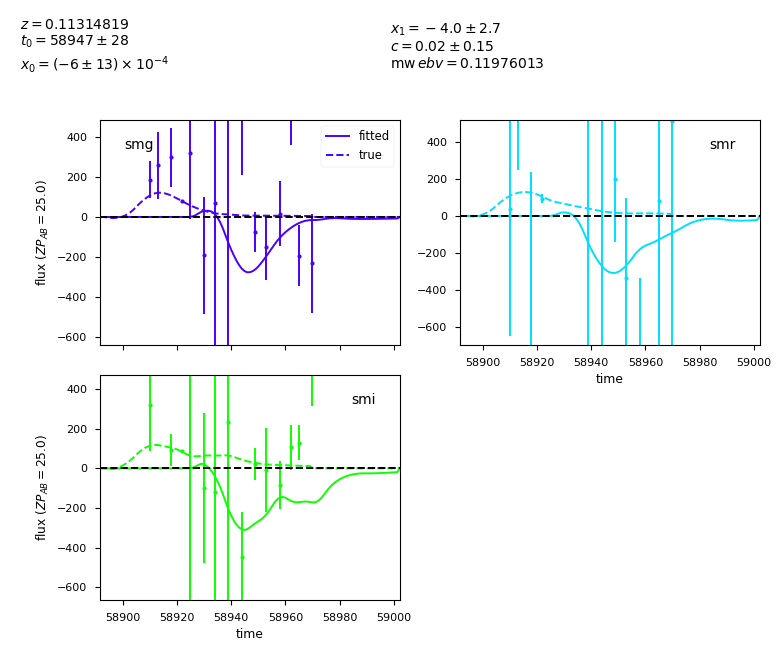 z = 0.11314819
t₀ = 58947 ± 28
x₀ = (−6 ± 13) × 10⁻⁴
x₁ = −4.0 ± 2.7
c = 0.02 ± 0.15
mw ebv = 0.11976013
smg
fitted
true
400
200
0
−200
−400
−600
flux (ZP_AB = 25.0)
smr
400
200
0
−200
−400
−600
58900 58920 58940 58960 58980 59000
time
smi
400
200
0
−200
−400
−600
flux (ZP_AB = 25.0)
58900 58920 58940 58960 58980 59000
time